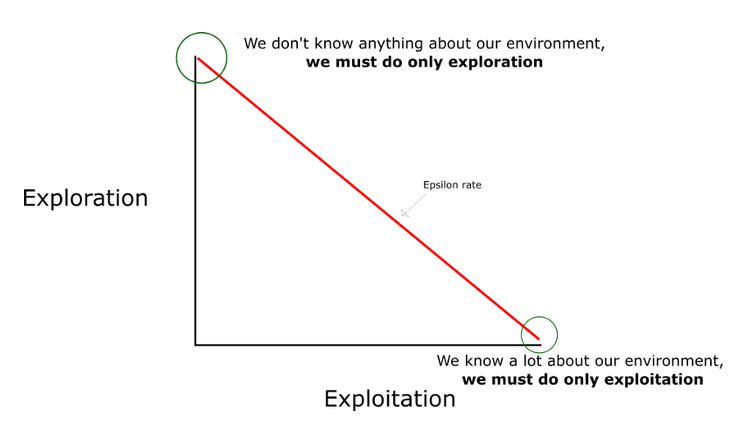 We don't know anything about our environment,
we must do only exploration
Epsilon rate
Exploration
We know a lot about our environment,
we must do only exploitation
Exploitation